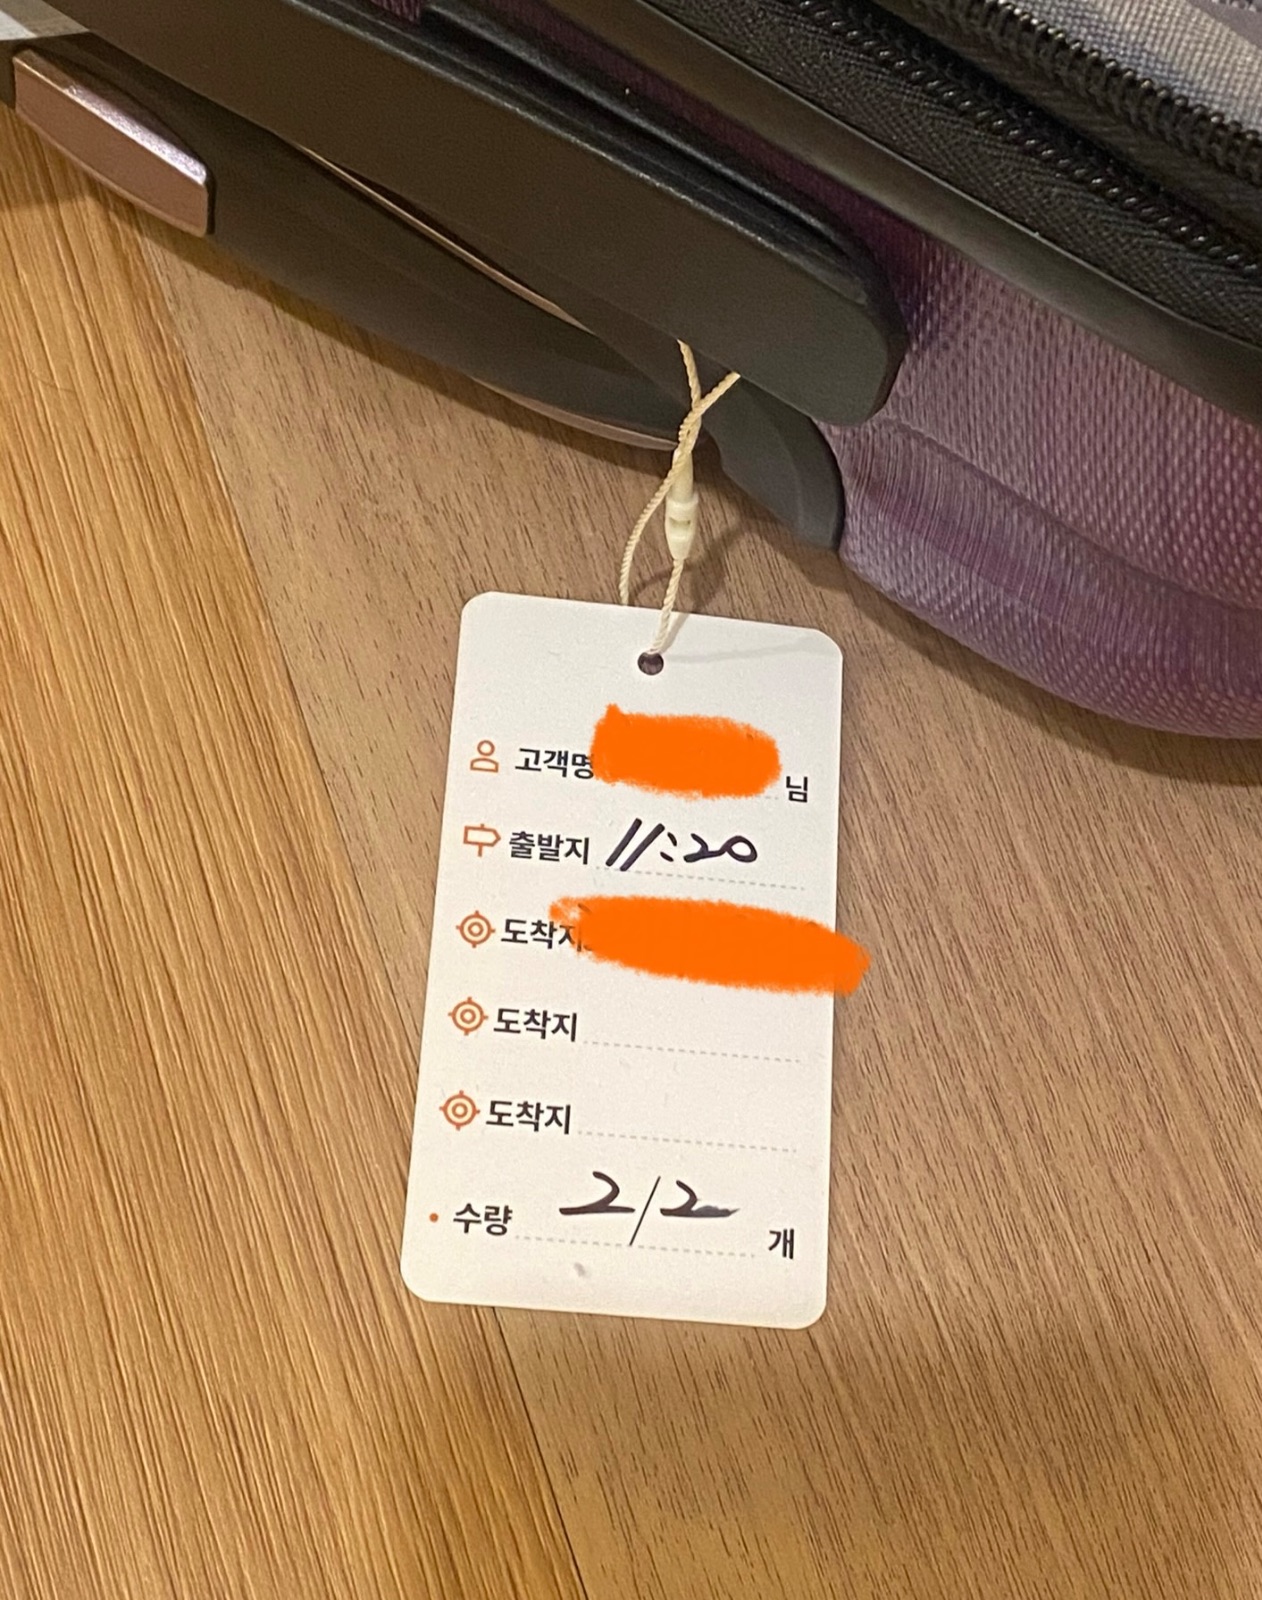 고객명 님
출발지 11:20
도착지
도착지
도착지
수량 2/2 개